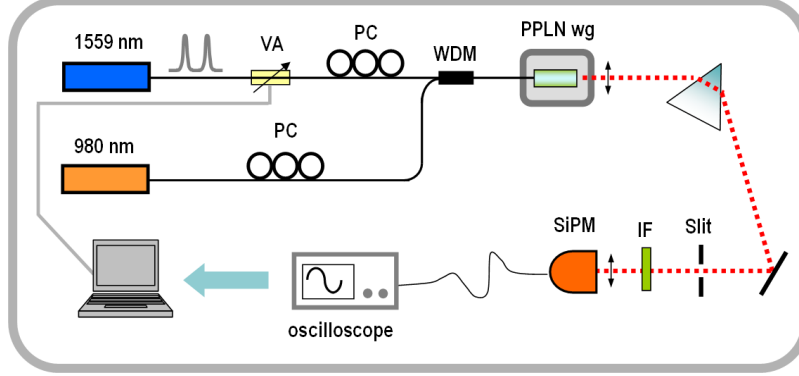 1559 nm
VA
PC
WDM
PPLN wg
980 nm
PC
SiPM
IF
Slit
oscilloscope